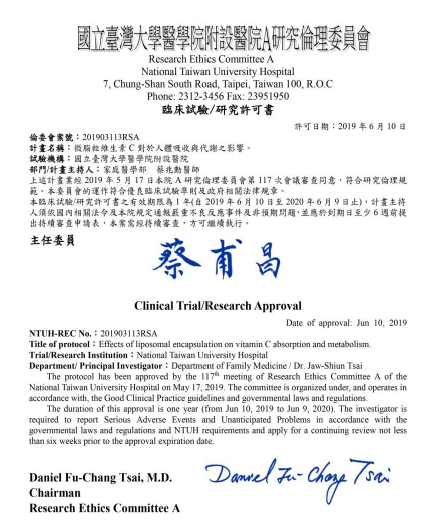 國立臺灣大學醫學院附設醫院A研究倫理委員會
Research Ethics Committee A
National Taiwan University Hospital
7, Chung-Shan South Road, Taipei, Taiwan 100, R.O.C
Phone: 2312-3456 Fax: 23951950
臨床試驗/研究許可書
許可日期：2019 年 6 月 10 日
倫委會案號：201903113RSA
計畫名稱：微脂粒維生素 C 對於人體吸收與代謝之影響。
試驗機構：國立臺灣大學醫學院附設醫院
部門/計畫主持人：家庭醫學部 蔡兆勳醫師
上述計畫業經 2019 年 5 月 17 日本院 A 研究倫理委員會第 117 次會議審查同意，符合研究倫理規
範。本委員會的運作符合優良臨床試驗準則及政府相關法律規章。
本臨床試驗/研究許可書之有效期限為 1 年(自 2019 年 6 月 10 日至 2020 年 6 月 9 日止)，計畫主持
人須依國內相關法令及本院規定通報嚴重不良反應事件及非預期問題，並應於到期日至少 6 週前提
出持續審查申請表，本案需經持續審查，方可繼續執行。
主任委員
蔡甫昌
Clinical Trial/Research Approval
Date of approval: Jun 10, 2019
NTUH-REC No.：201903113RSA
Title of protocol：Effects of liposomal encapsulation on vitamin C absorption and metabolism.
Trial/Research Institution：National Taiwan University Hospital
Department/ Principal Investigator：Department of Family Medicine / Dr. Jaw-Shiun Tsai
The protocol has been approved by the 117th meeting of Research Ethics Committee A of the
National Taiwan University Hospital on May 17, 2019. The committee is organized under, and operates in
accordance with, the Good Clinical Practice guidelines and governmental laws and regulations.
The duration of this approval is one year (from Jun 10, 2019 to Jun 9, 2020). The investigator is
required to report Serious Adverse Events and Unanticipated Problems in accordance with the
governmental laws and regulations and NTUH requirements and apply for a continuing review not less
than six weeks prior to the approval expiration date.
Daniel Fu-Chang Tsai, M.D.
Daniel Fu-Chang Tsai
Chairman
Research Ethics Committee A